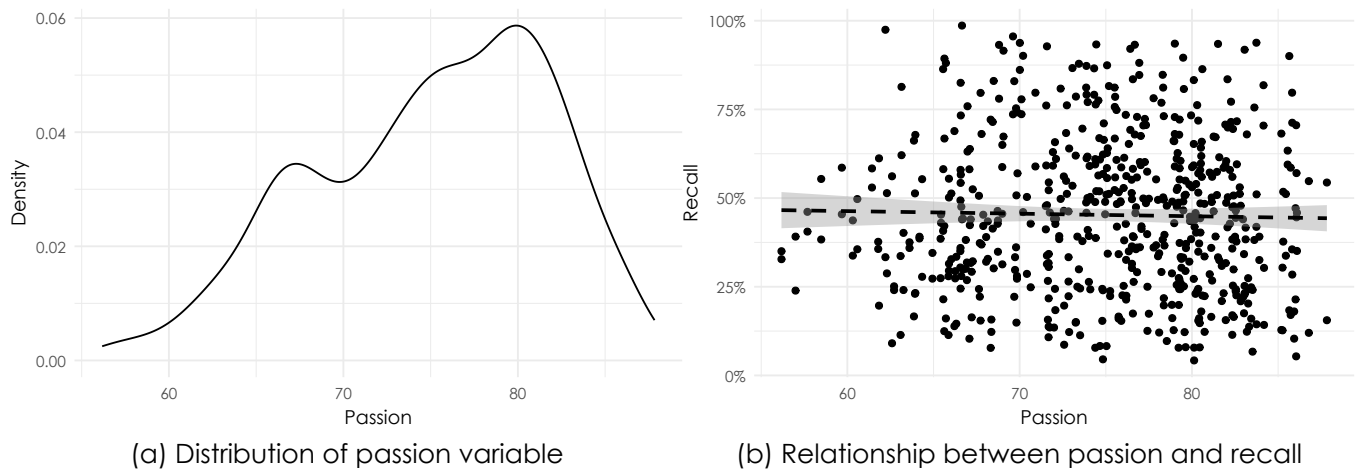 0.06
0.04
0.02
0.00
Density
60 70 80
Passion
(a) Distribution of passion variable
100%
75%
50%
25%
0%
Recall
60 70 80
Passion
(b) Relationship between passion and recall